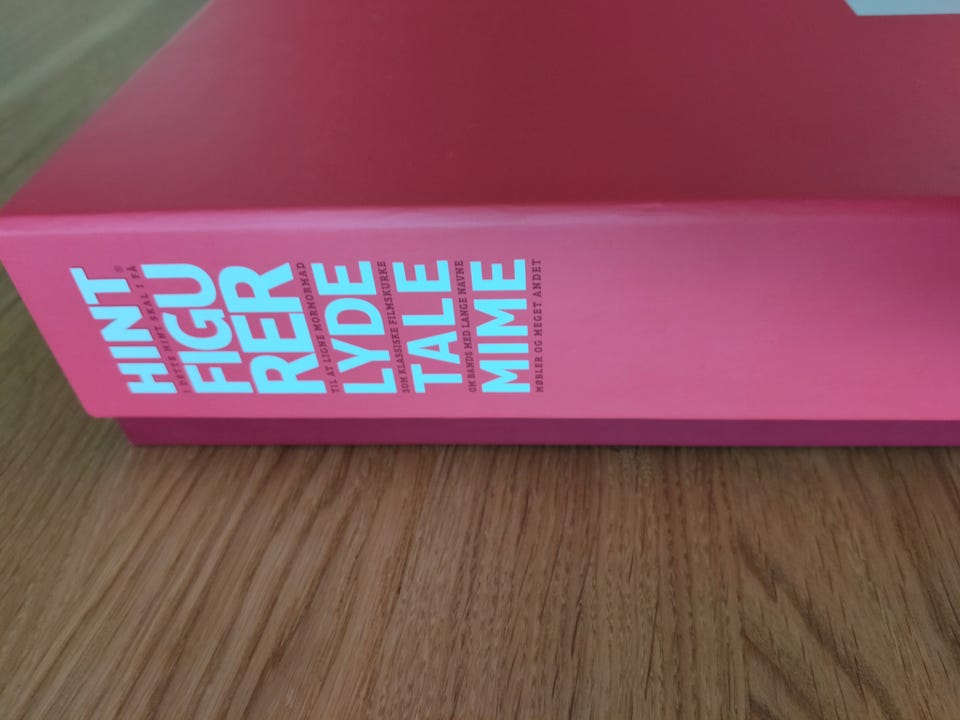 HINT®
I DETTE HINT SKAL I FÅ
FIGU
RER
TIL AT LIGNE MORMORMAD
LYDE
SOM KLASSISKE FILMSKURKE
TALE
OM BANDS MED LANGE NAVNE
MIME
MØBLER OG MEGET ANDET